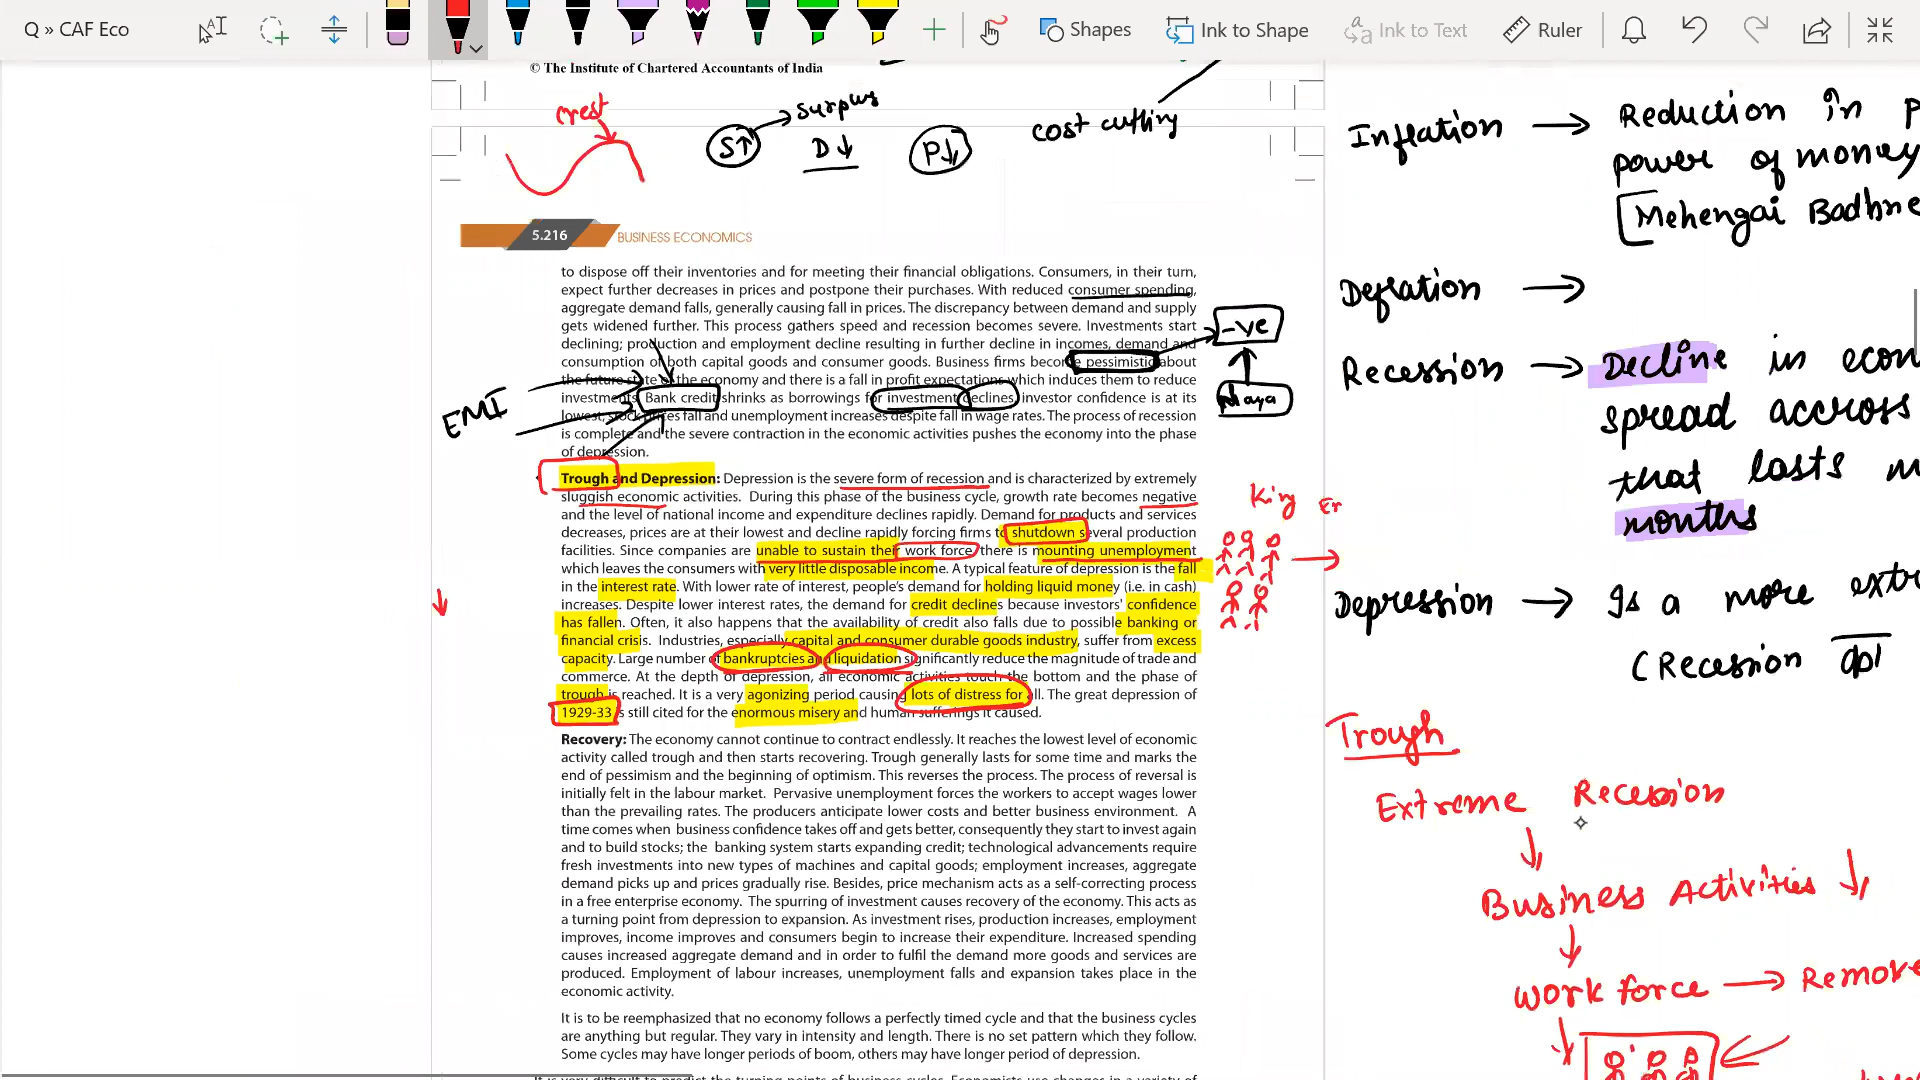 Q » CAF Eco
Shapes
Ink to Shape
Ink to Text
Ruler
© The Institute of Chartered Accountants of India
crest
surpus
S↑
D↓
P↓
cost cutting
5.216
BUSINESS ECONOMICS
to dispose off their inventories and for meeting their financial obligations. Consumers, in their turn,
expect further decreases in prices and postpone their purchases. With reduced consumer spending,
aggregate demand falls, generally causing fall in prices. The discrepancy between demand and supply
gets widened further. This process gathers speed and recession becomes severe. Investments start
declining; production and employment decline resulting in further decline in incomes, demand and
consumption of both capital goods and consumer goods. Business firms become pessimistic about
the future state of the economy and there is a fall in profit expectations which induces them to reduce
investments. Bank credit shrinks as borrowings for investment declines, investor confidence is at its
lowest, stock prices fall and unemployment increases despite fall in wage rates. The process of recession
is complete and the severe contraction in the economic activities pushes the economy into the phase
of depression.
-ve
Naya
EMI
Trough and Depression: Depression is the severe form of recession and is characterized by extremely
sluggish economic activities. During this phase of the business cycle, growth rate becomes negative
and the level of national income and expenditure declines rapidly. Demand for products and services
decreases, prices are at their lowest and decline rapidly forcing firms to shutdown several production
facilities. Since companies are unable to sustain their work force, there is mounting unemployment
which leaves the consumers with very little disposable income. A typical feature of depression is the fall
in the interest rate. With lower rate of interest, people's demand for holding liquid money (i.e. in cash)
increases. Despite lower interest rates, the demand for credit declines because investors' confidence
has fallen. Often, it also happens that the availability of credit also falls due to possible banking or
financial crisis. Industries, especially capital and consumer durable goods industry, suffer from excess
capacity. Large number of bankruptcies and liquidation significantly reduce the magnitude of trade and
commerce. At the depth of depression, all economic activities touch the bottom and the phase of
trough is reached. It is a very agonizing period causing lots of distress for all. The great depression of
1929-33 is still cited for the enormous misery and human sufferings it caused.
King
Er
Recovery: The economy cannot continue to contract endlessly. It reaches the lowest level of economic
activity called trough and then starts recovering. Trough generally lasts for some time and marks the
end of pessimism and the beginning of optimism. This reverses the process. The process of reversal is
initially felt in the labour market. Pervasive unemployment forces the workers to accept wages lower
than the prevailing rates. The producers anticipate lower costs and better business environment. A
time comes when business confidence takes off and gets better, consequently they start to invest again
and to build stocks; the banking system starts expanding credit; technological advancements require
fresh investments into new types of machines and capital goods; employment increases, aggregate
demand picks up and prices gradually rise. Besides, price mechanism acts as a self-correcting process
in a free enterprise economy. The spurring of investment causes recovery of the economy. This acts as
a turning point from depression to expansion. As investment rises, production increases, employment
improves, income improves and consumers begin to increase their expenditure. Increased spending
causes increased aggregate demand and in order to fulfil the demand more goods and services are
produced. Employment of labour increases, unemployment falls and expansion takes place in the
economic activity.
It is to be reemphasized that no economy follows a perfectly timed cycle and that the business cycles
are anything but regular. They vary in intensity and length. There is no set pattern which they follow.
Some cycles may have longer periods of boom, others may have longer period of depression.
It is very difficult to predict the turning points of business cycles. Economists use changes in a variety of
Inflation → Reduction in P
power of money
[Mehengai Badhne
Deflation →
Recession → Decline in econ
spread accross
that lasts m
months
Depression → Is a more extr
(Recession
Trough
Extreme Recession
↓
Business Activities ↓
↓
Work force → Remove
↓